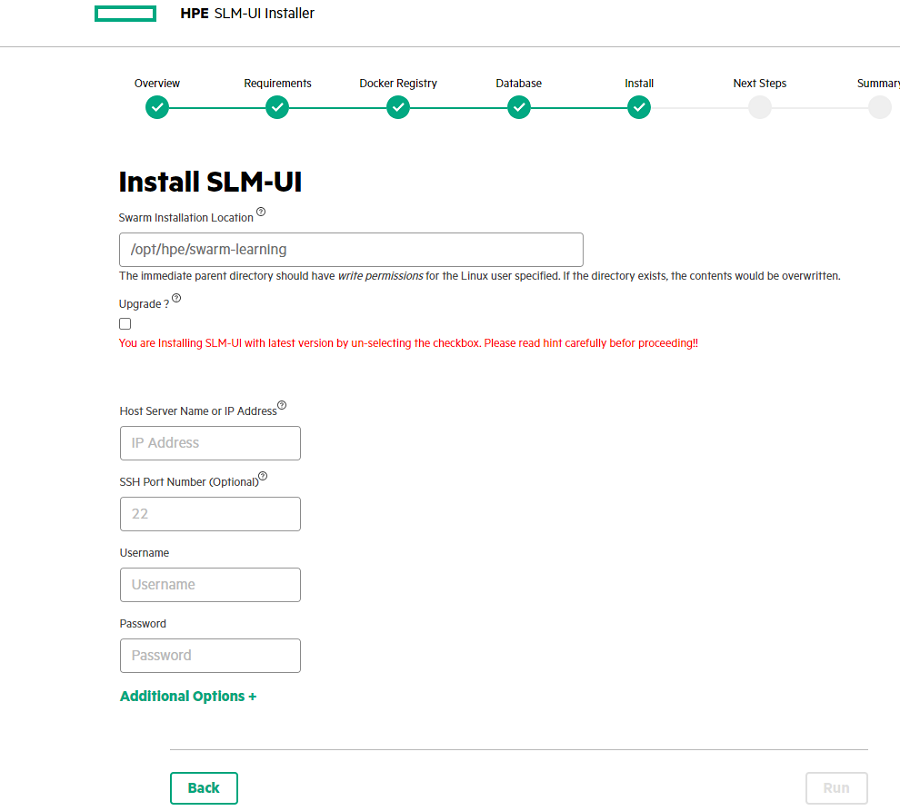 HPE SLM-UI Installer
Overview Requirements Docker Registry Database Install Next Steps Summary
Install SLM-UI
Swarm Installation Location ?
/opt/hpe/swarm-learning
The immediate parent directory should have write permissions for the Linux user specified. If the directory exists, the contents would be overwritten.
Upgrade ? ?
You are Installing SLM-UI with latest version by un-selecting the checkbox. Please read hint carefully befor proceeding!!
Host Server Name or IP Address ?
IP Address
SSH Port Number (Optional) ?
22
Username
Username
Password
Password
Additional Options +
Back Run